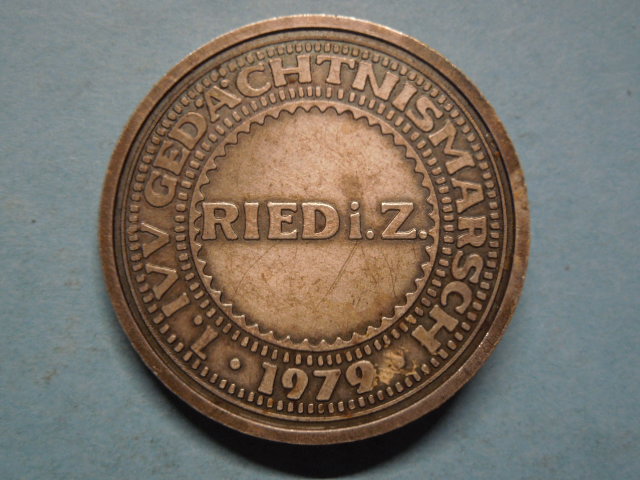 1. IVV GEDÄCHTNISMARSCH
RIED i. Z.
• 1979